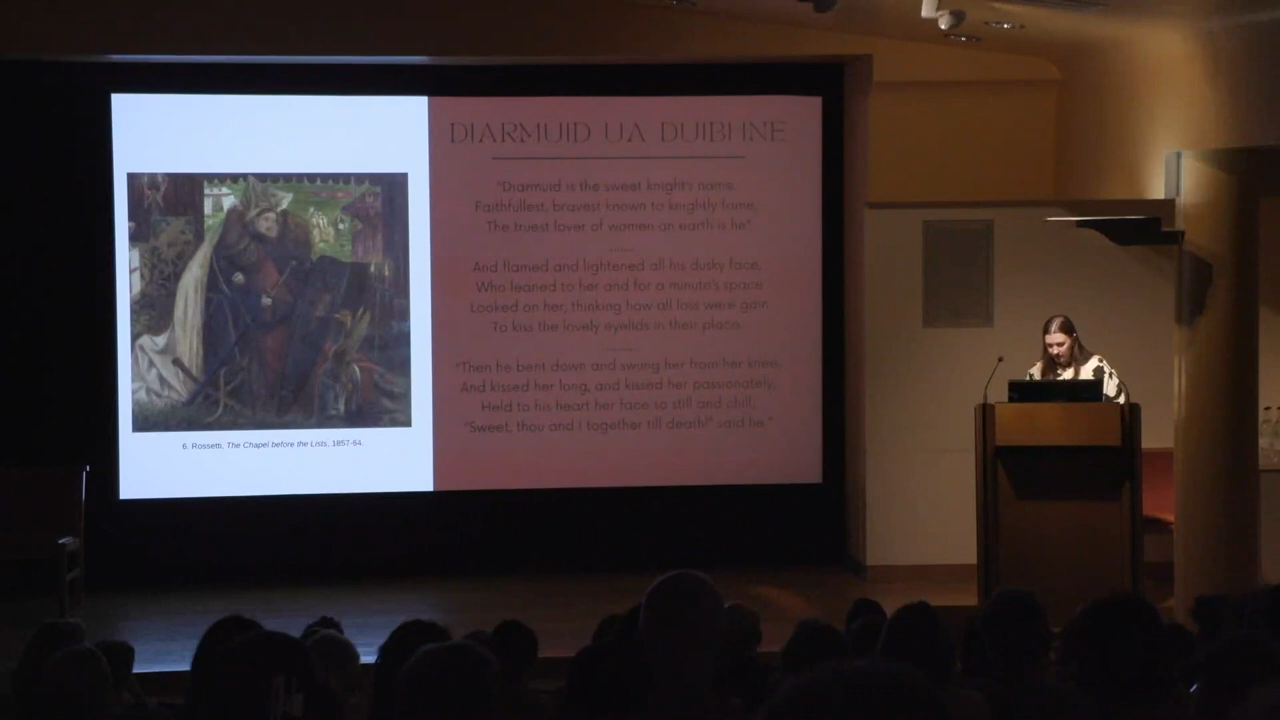 6. Rossetti, The Chapel before the Lists, 1857-64.
DIARMUID UA DUIBHNE
"Diarmuid is the sweet knight's name,
Faithfullest, bravest known to knightly fame,
The truest lover of women on earth is he"
.......
And flamed and lightened all his dusky face,
Who leaned to her and for a minute's space
Looked on her, thinking how all loss were gain
To kiss the lovely eyelids in their place.
.........
"Then he bent down and swung her from her knee,
And kissed her long, and kissed her passionately,
Held to his heart her face so still and chill,
"Sweet, thou and I together till death!" said he."